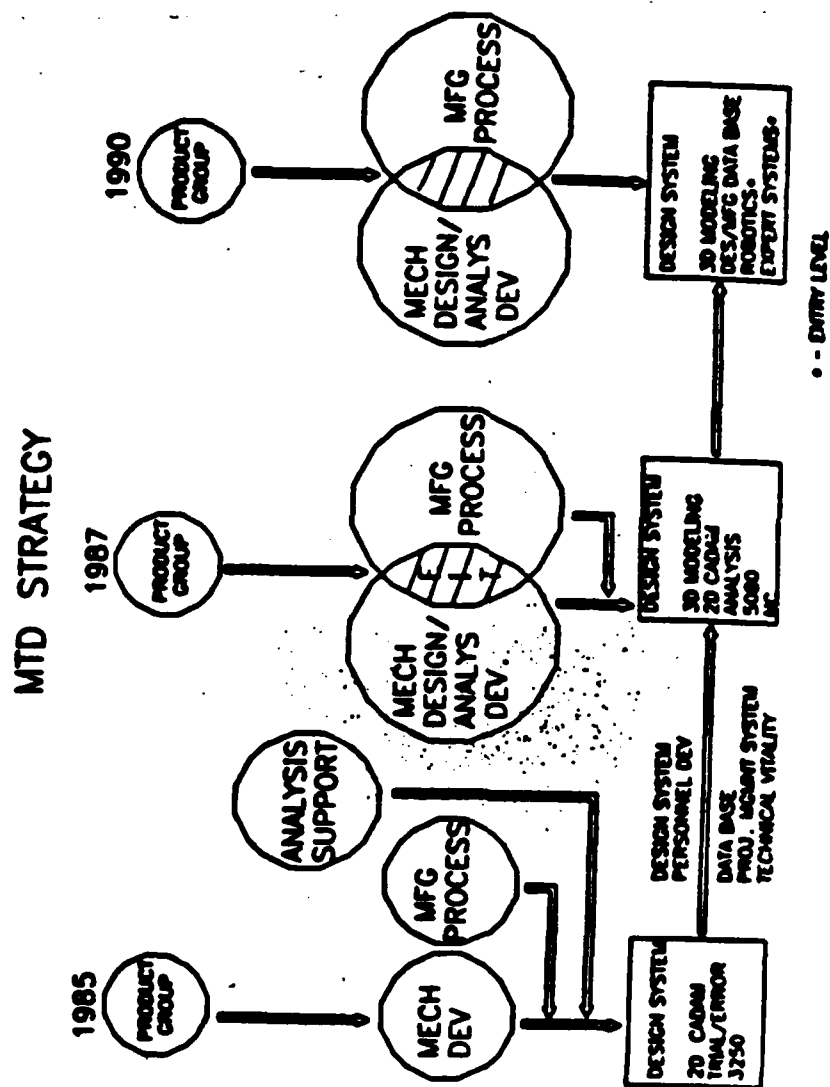 MTD STRATEGY
1985
PRODUCT
GROUP
MECH
DEV
MFG
PROCESS
ANALYSIS
SUPPORT
DESIGN SYSTEM
2D CADAM
TRIAL/ERROR
3250
DESIGN SYSTEM
PERSONNEL DEV
DATA BASE
PROJ. MGMNT SYSTEM
TECHNICAL VITALITY
1987
PRODUCT
GROUP
MECH
DESIGN/
ANALYS
DEV.
E I T
MFG
PROCESS
DESIGN SYSTEM
3D MODELING
2D CADAM
ANALYSIS
5080
NC
1990
PRODUCT
GROUP
MECH
DESIGN/
ANALYS
DEV
MFG
PROCESS
DESIGN SYSTEM
3D MODELING
DES/MFG DATA BASE
ROBOTICS*
EXPERT SYSTEMS*
* - ENTRY LEVEL